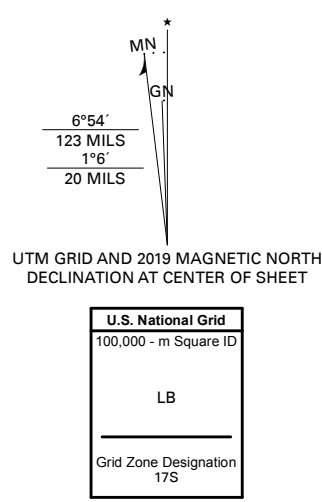 MN
GN
6°54´
123 MILS
1°6´
20 MILS
UTM GRID AND 2019 MAGNETIC NORTH
DECLINATION AT CENTER OF SHEET
U.S. National Grid
100,000 - m Square ID
LB
Grid Zone Designation
17S